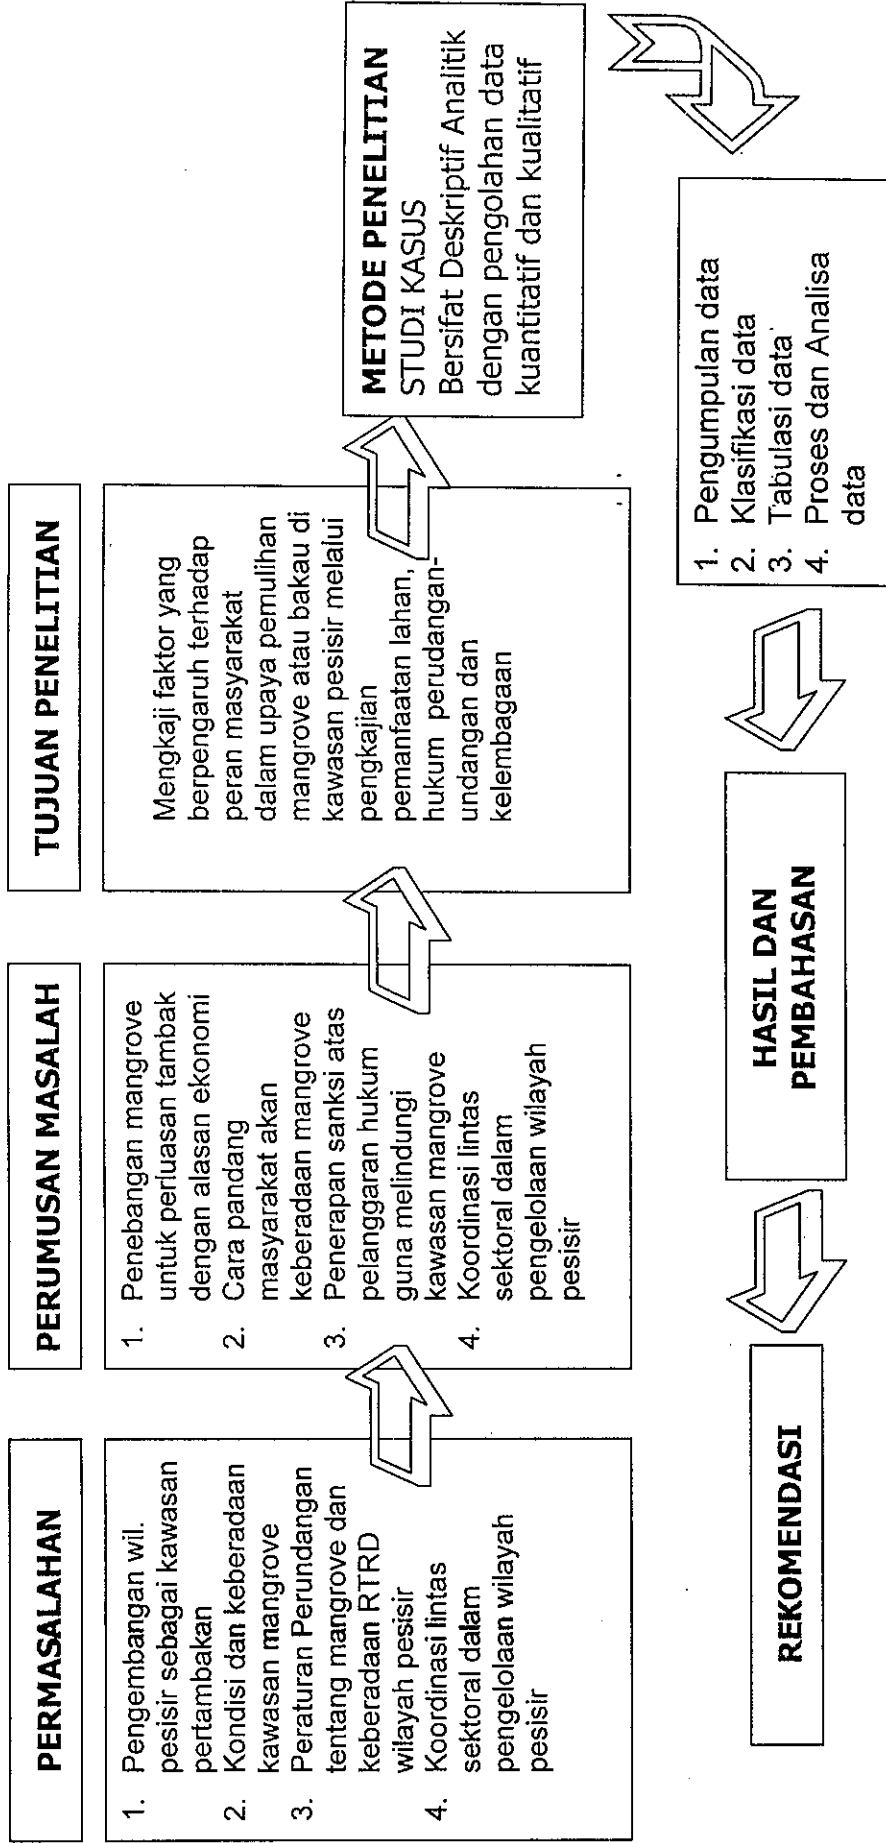 PERMASALAHAN
1. Pengembangan wil.
pesisir sebagai kawasan
pertambakan
2. Kondisi dan keberadaan
kawasan mangrove
3. Peraturan Perundangan
tentang mangrove dan
keberadaan RTRD
wilayah pesisir
4. Koordinasi lintas
sektoral dalam
pengelolaan wilayah
pesisir
PERUMUSAN MASALAH
1. Penebangan mangrove
untuk perluasan tambak
dengan alasan ekonomi
2. Cara pandang
masyarakat akan
keberadaan mangrove
3. Penerapan sanksi atas
pelanggaran hukum
guna melindungi
kawasan mangrove
4. Koordinasi lintas
sektoral dalam
pengelolaan wilayah
pesisir
TUJUAN PENELITIAN
Mengkaji faktor yang
berpengaruh terhadap
peran masyarakat
dalam upaya pemulihan
mangrove atau bakau di
kawasan pesisir melalui
pengkajian
pemanfaatan lahan,
hukum perudangan-
undangan dan
kelembagaan
METODE PENELITIAN
STUDI KASUS
Bersifat Deskriptif Analitik
dengan pengolahan data
kuantitatif dan kualitatif
1. Pengumpulan data
2. Klasifikasi data
3. Tabulasi data
4. Proses dan Analisa
data
HASIL DAN
PEMBAHASAN
REKOMENDASI